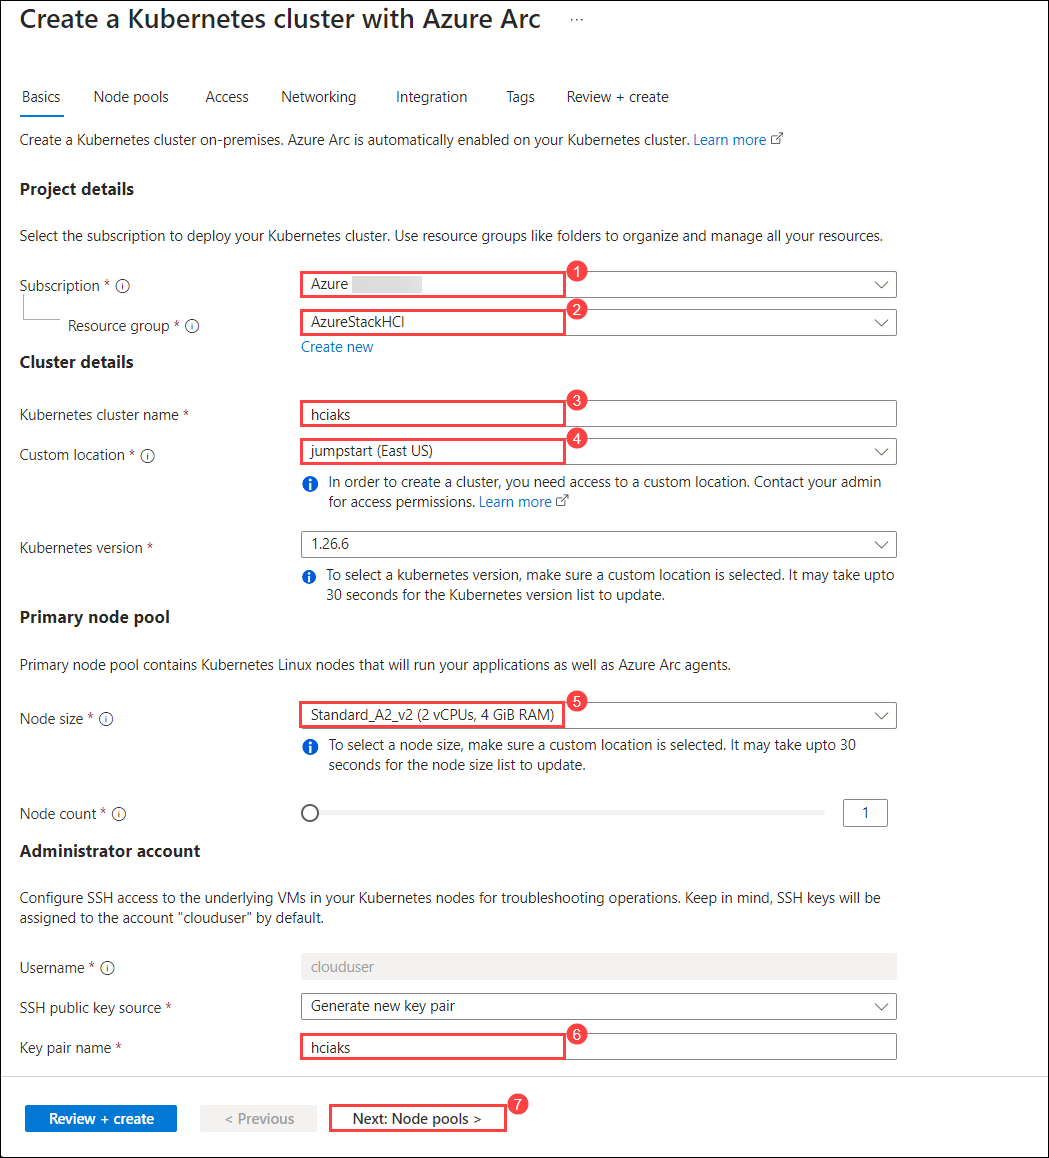 Create a Kubernetes cluster with Azure Arc ...
Basics Node pools Access Networking Integration Tags Review + create
Create a Kubernetes cluster on-premises. Azure Arc is automatically enabled on your Kubernetes cluster. Learn more
Project details
Select the subscription to deploy your Kubernetes cluster. Use resource groups like folders to organize and manage all your resources.
Subscription * Azure 1
Resource group * AzureStackHCI 2
Create new
Cluster details
Kubernetes cluster name * hciaks 3
Custom location * jumpstart (East US) 4
In order to create a cluster, you need access to a custom location. Contact your admin
for access permissions. Learn more
Kubernetes version * 1.26.6
To select a kubernetes version, make sure a custom location is selected. It may take upto
30 seconds for the Kubernetes version list to update.
Primary node pool
Primary node pool contains Kubernetes Linux nodes that will run your applications as well as Azure Arc agents.
Node size * Standard_A2_v2 (2 vCPUs, 4 GiB RAM) 5
To select a node size, make sure a custom location is selected. It may take upto 30
seconds for the node size list to update.
Node count * 1
Administrator account
Configure SSH access to the underlying VMs in your Kubernetes nodes for troubleshooting operations. Keep in mind, SSH keys will be
assigned to the account "clouduser" by default.
Username * clouduser
SSH public key source * Generate new key pair
Key pair name * hciaks 6
Review + create < Previous Next: Node pools > 7